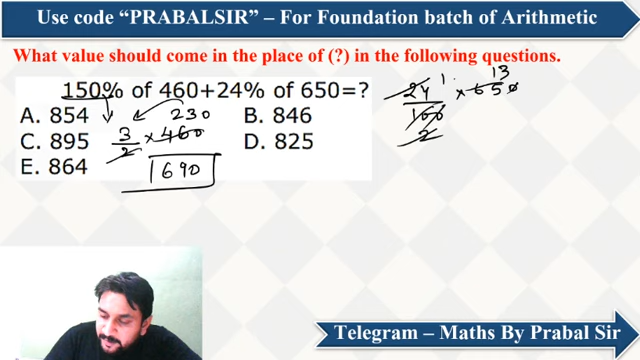 Use code "PRABALSIR" – For Foundation batch of Arithmetic
What value should come in the place of (?) in the following questions.
150% of 460+24% of 650=?
A. 854
B. 846
C. 895
D. 825
E. 864
230
3/2 × 460
1690
1 13
24/100 × 650
2
Telegram – Maths By Prabal Sir